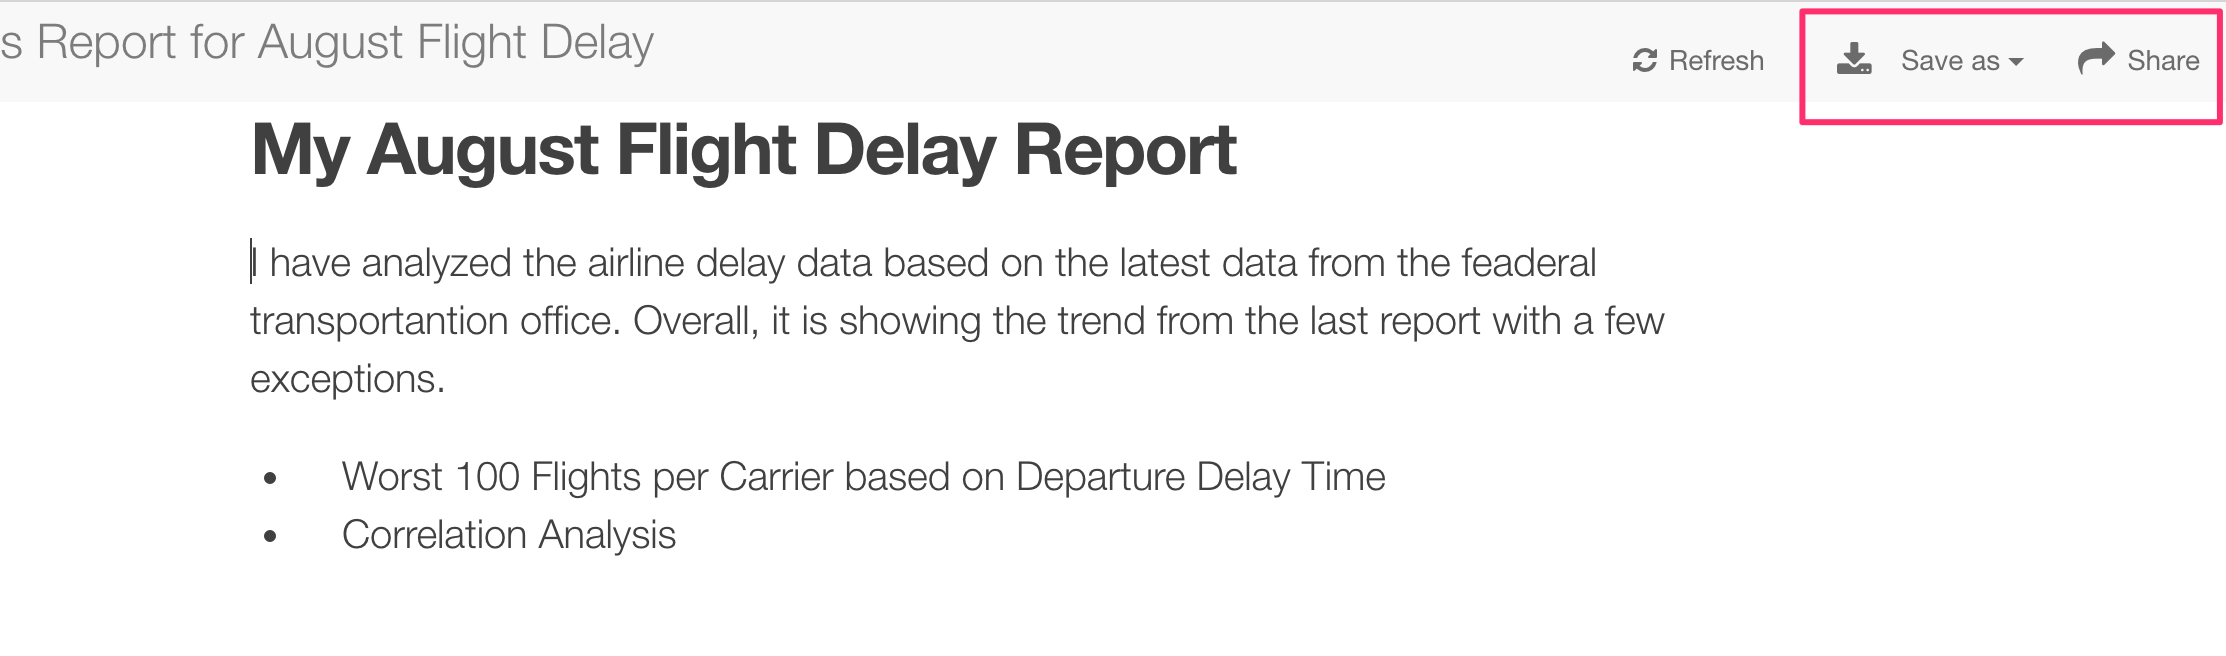 s Report for August Flight Delay
Refresh
Save as
Share
My August Flight Delay Report
I have analyzed the airline delay data based on the latest data from the feaderal
transportantion office. Overall, it is showing the trend from the last report with a few
exceptions.
• Worst 100 Flights per Carrier based on Departure Delay Time
• Correlation Analysis